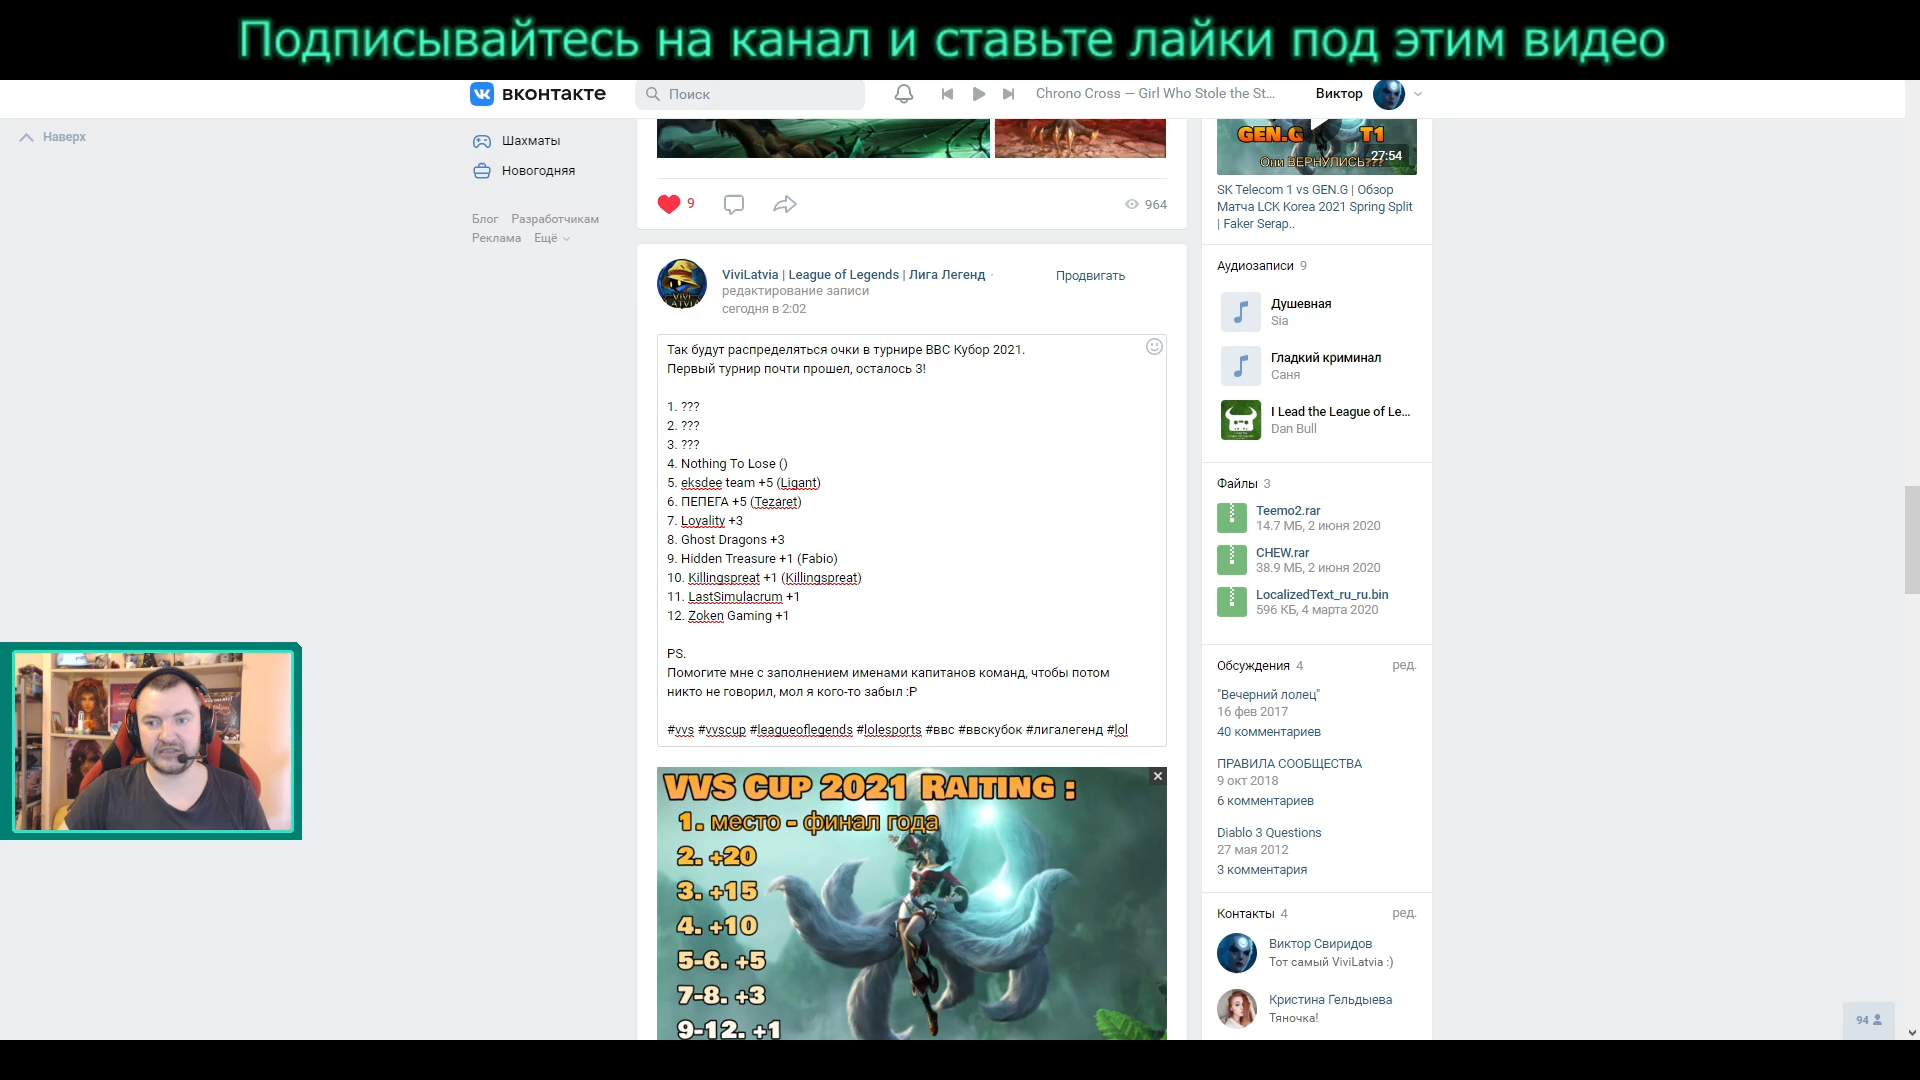 Подписывайтесь на канал и ставьте лайки под этим видео
вконтакте
Поиск
Chrono Cross — Girl Who Stole the St...
Виктор
Наверх
Шахматы
Новогодняя
Блог Разработчикам
Реклама Ещё
9
964
ViviLatvia | League of Legends | Лига Легенд ·
редактирование записи
сегодня в 2:02
Продвигать
Так будут распределяться очки в турнире ВВС Кубор 2021.
Первый турнир почти прошел, осталось 3!
1. ???
2. ???
3. ???
4. Nothing To Lose ()
5. eksdee team +5 (Ligant)
6. ПЕПЕГА +5 (Tezaret)
7. Loyality +3
8. Ghost Dragons +3
9. Hidden Treasure +1 (Fabio)
10. Killingspreat +1 (Killingspreat)
11. LastSimulacrum +1
12. Zoken Gaming +1
PS.
Помогите мне с заполнением именами капитанов команд, чтобы потом
никто не говорил, мол я кого-то забыл :P
#vvs #vvscup #leagueoflegends #lolesports #ввс #ввскубок #лигалегенд #lol
VVS Cup 2021 Raiting :
1. место - финал года
2. +20
3. +15
4. +10
5-6. +5
7-8. +3
9-12. +1
GEN.G T1
Они ВЕРНУЛИСЬ???
27:54
SK Telecom 1 vs GEN.G | Обзор
Матча LCK Korea 2021 Spring Split
| Faker Serap..
Аудиозаписи 9
Душевная
Sia
Гладкий криминал
Саня
I Lead the League of Le...
Dan Bull
Файлы 3
Teemo2.rar
14.7 МБ, 2 июня 2020
CHEW.rar
38.9 МБ, 2 июня 2020
LocalizedText_ru_ru.bin
596 КБ, 4 марта 2020
Обсуждения 4
ред.
"Вечерний лолец"
16 фев 2017
40 комментариев
ПРАВИЛА СООБЩЕСТВА
9 окт 2018
6 комментариев
Diablo 3 Questions
27 мая 2012
3 комментария
Контакты 4
ред.
Виктор Свиридов
Тот самый ViviLatvia :)
Кристина Гельдыева
Тяночка!
94